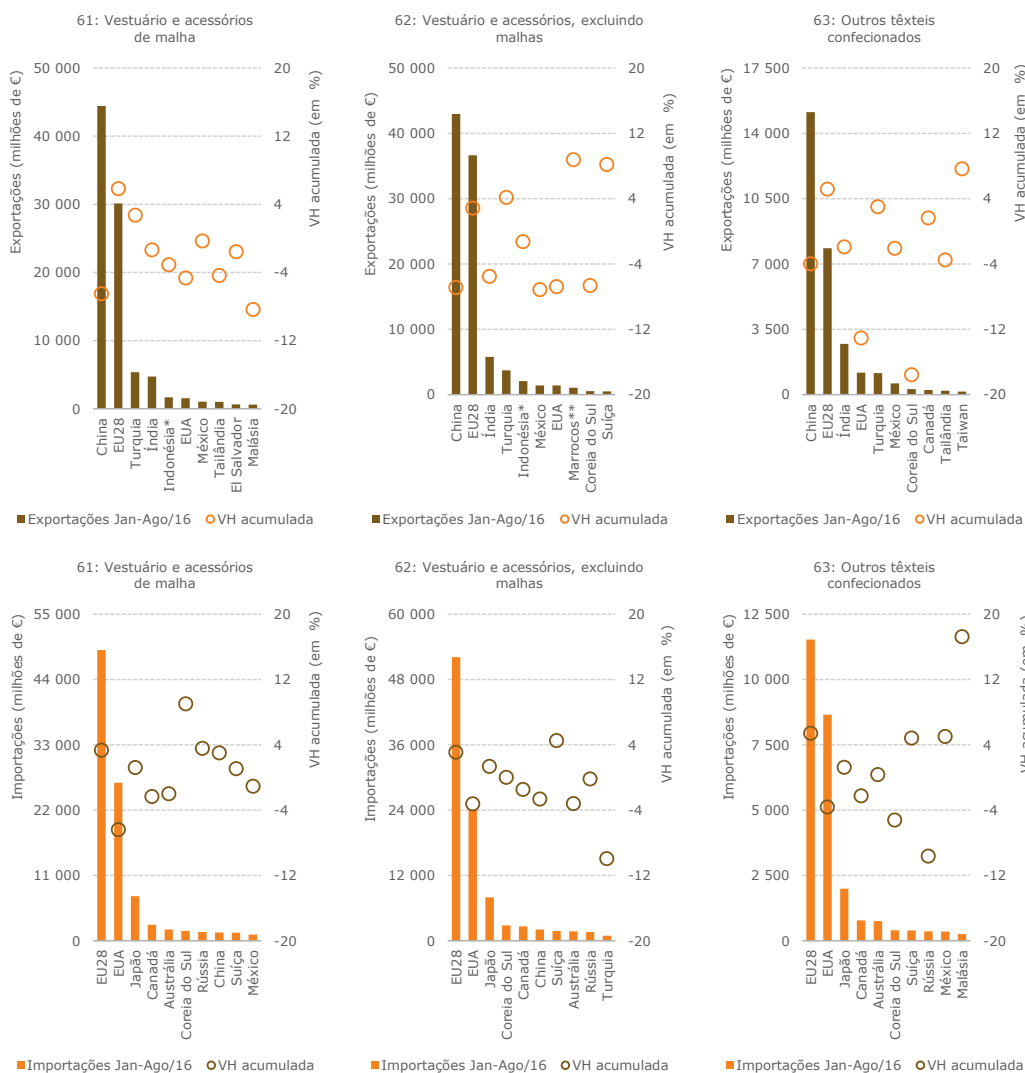 61: Vestuário e acessórios
de malha
Exportações (milhões de €)
50 000
40 000
30 000
20 000
10 000
0
20
12
4
-4
-12
-20
VH acumulada (em %)
China
EU28
Turquia
Índia
Indonésia*
EUA
México
Tailândia
El Salvador
Malásia
Exportações Jan-Ago/16
VH acumulada
62: Vestuário e acessórios, excluindo
malhas
Exportações (milhões de €)
50 000
40 000
30 000
20 000
10 000
0
20
12
4
-4
-12
-20
VH acumulada (em %)
China
EU28
Índia
Turquia
Indonésia*
México
EUA
Marrocos**
Coreia do Sul
Suíça
Exportações Jan-Ago/16
VH acumulada
63: Outros têxteis
confecionados
Exportações (milhões de €)
17 500
14 000
10 500
7 000
3 500
0
20
12
4
-4
-12
-20
VH acumulada (em %)
China
EU28
Índia
EUA
Turquia
México
Coreia do Sul
Canadá
Tailândia
Taiwan
Exportações Jan-Ago/16
VH acumulada
61: Vestuário e acessórios
de malha
Importações (milhões de €)
55 000
44 000
33 000
22 000
11 000
0
20
12
4
-4
-12
-20
VH acumulada (em %)
EU28
EUA
Japão
Canadá
Austrália
Coreia do Sul
Rússia
China
Suíça
México
Importações Jan-Ago/16
VH acumulada
62: Vestuário e acessórios, excluindo
malhas
Importações (milhões de €)
60 000
48 000
36 000
24 000
12 000
0
20
12
4
-4
-12
-20
VH acumulada (em %)
EU28
EUA
Japão
Coreia do Sul
Canadá
China
Suíça
Austrália
Rússia
Turquia
Importações Jan-Ago/16
VH acumulada
63: Outros têxteis
confecionados
Importações (milhões de €)
12 500
10 000
7 500
5 000
2 500
0
20
12
4
-4
-12
-20
VH acumulada (em %)
EU28
EUA
Japão
Canadá
Austrália
Coreia do Sul
Suíça
Rússia
México
Malásia
Importações Jan-Ago/16
VH acumulada